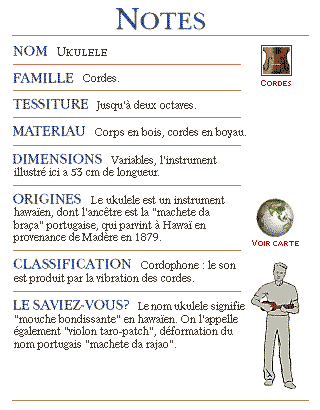 NOTES
NOM Ukulele
Cordes
FAMILLE Cordes.
TESSITURE Jusqu'à deux octaves.
MATERIAU Corps en bois, cordes en boyau.
DIMENSIONS Variables, l'instrument
illustré ici a 53 cm de longueur.
ORIGINES Le ukulele est un instrument
hawaïen, dont l'ancêtre est la "macheta da
braça" portugaise, qui parvint à Hawaï en
provenance de Madère en 1879.
Voir carte
CLASSIFICATION Cordophone : le son
est produit par la vibration des cordes.
LE SAVIEZ-VOUS? Le nom ukulele signifie
"mouche bondissante" en hawaïen. On l'appelle
également "violon taro-patch", déformation du
nom portugais "machete da rajao".